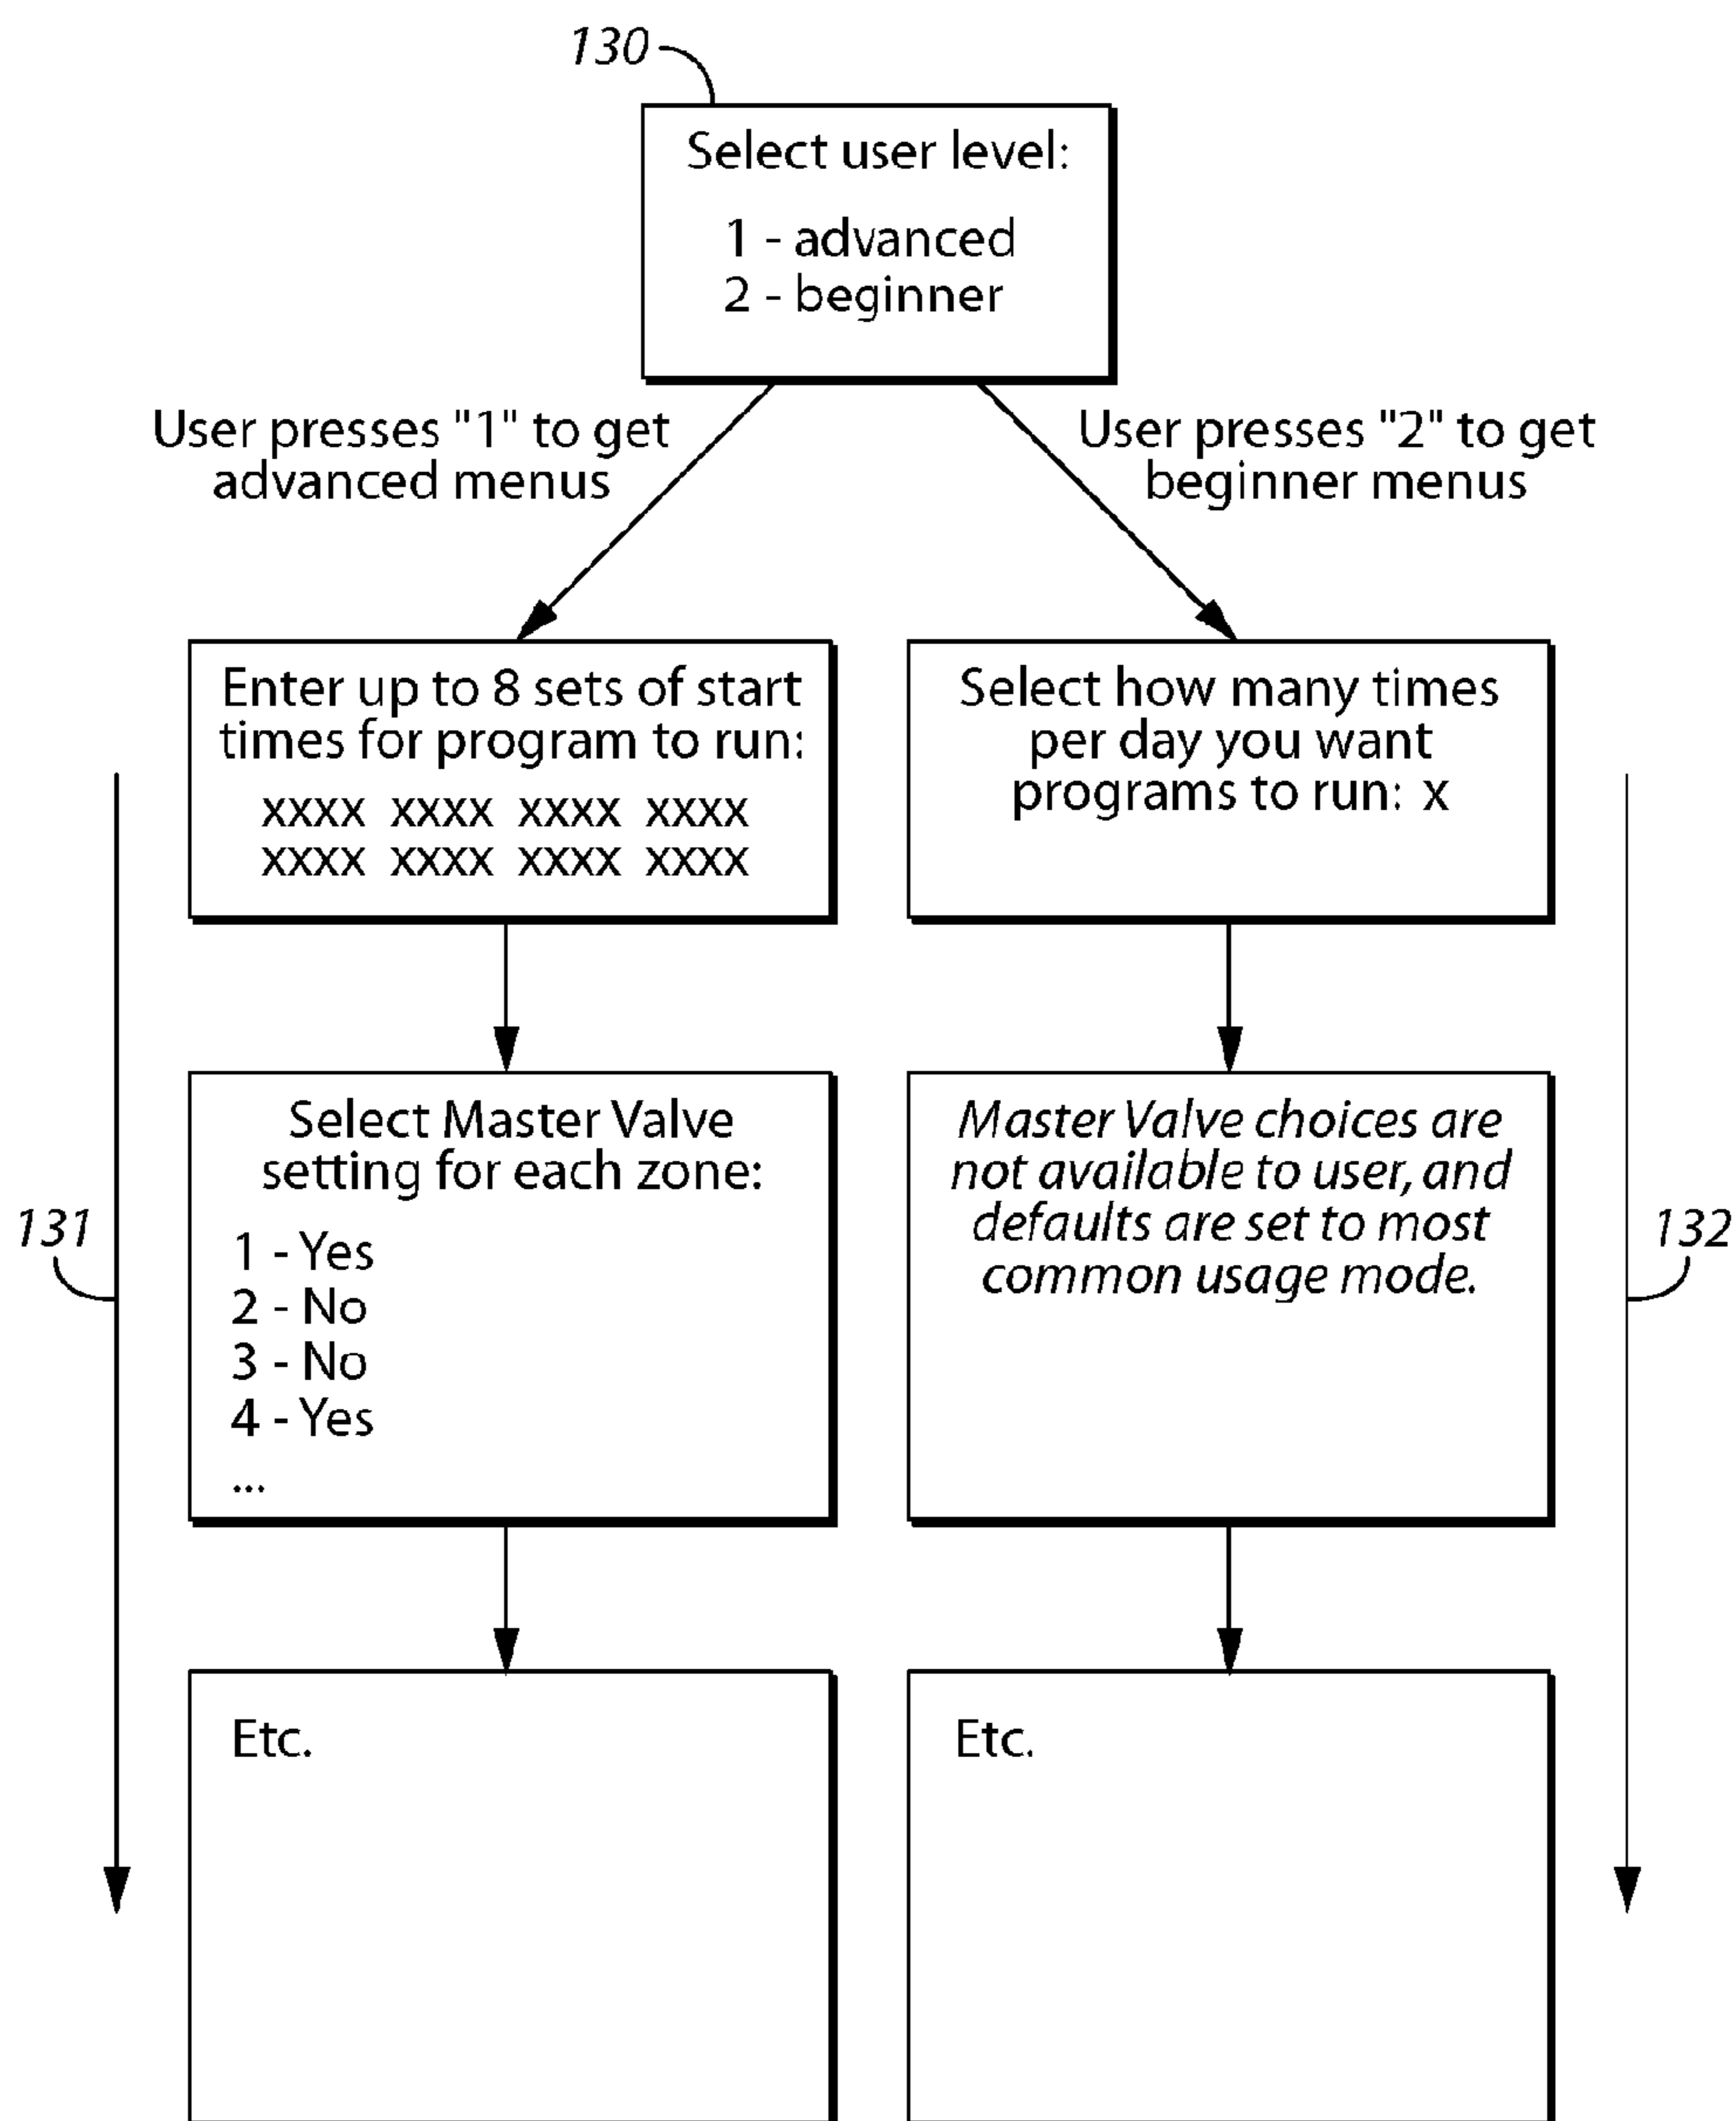 130
Select user level:
1 - advanced
2 - beginner
User presses "1" to get
advanced menus
User presses "2" to get
beginner menus
Enter up to 8 sets of start
times for program to run:
xxxx xxxx xxxx xxxx
xxxx xxxx xxxx xxxx
Select how many times
per day you want
programs to run: x
131
Select Master Valve
setting for each zone:
1 - Yes
2 - No
3 - No
4 - Yes
...
Master Valve choices are
not available to user, and
defaults are set to most
common usage mode.
132
Etc.
Etc.